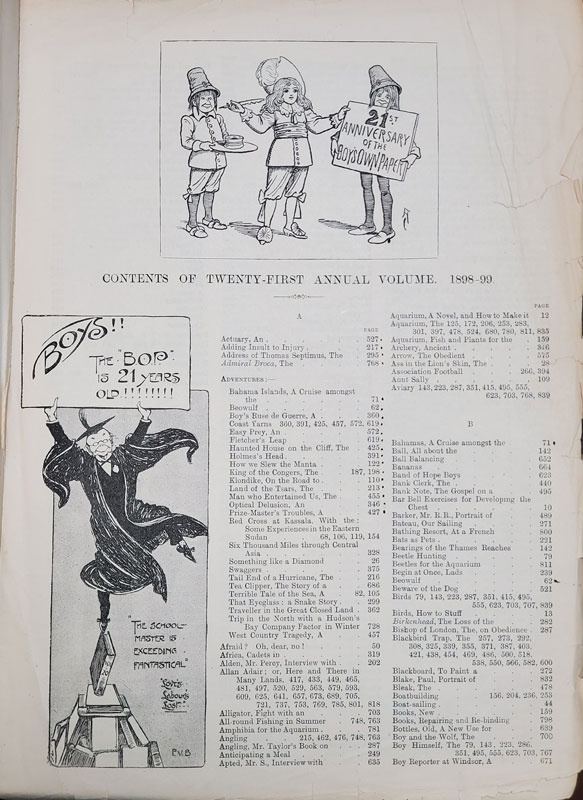 21ST
ANNIVERSARY
OF THE
BOY'S OWN PAPER
CONTENTS OF TWENTY-FIRST ANNUAL VOLUME. 1898-99.
BOYS!!
THE "BOP"
IS 21 YEARS
OLD!!!!!!!!
"THE SCHOOL-
MASTER IS
EXCEEDING
FANTASTICAL"
"Love's
Labour's
Lost."
P.V.B
A
PAGE
Actuary, An . 527
Adding Insult to Injury . 217
Address of Thomas Septimus, The 295
Admiral Broca, The 768
ADVENTURES:—
Bahama Islands, A Cruise amongst
the . 71
Beowulf . 62
Boy's Ruse de Guerre, A . 360
Coast Yarns 360, 391, 425, 457, 572, 619
Easy Prey, An 572
Fletcher's Leap 619
Haunted House on the Cliff, The 425
Holmes's Head . 391
How we Slew the Manta . 122
King of the Congers, The 187, 198
Klondike, On the Road to . 110
Land of the Tears, The . 213
Man who Entertained Us, The . 455
Optical Delusion, An . 346
Prize-Master's Troubles, A . 427
Red Cross at Kassala. With the:
Some Experiences in the Eastern
Sudan 68, 106, 119, 154
Six Thousand Miles through Central
Asia . 328
Something like a Diamond 26
Swaggers . 375
Tail End of a Hurricane, The . 216
Tea Clipper, The Story of a . 686
Terrible Tale of the Sea, A 82, 105
That Eyeglass: a Snake Story . 299
Traveller in the Great Closed Land . 362
Trip in the North with a Hudson's
Bay Company Factor in Winter 728
West Country Tragedy, A 457
Afraid? Oh, dear, no! . 50
Africa, Cadets in . 319
Alden, Mr. Percy, Interview with . 202
Allan Adair: or, Here and There in
Many Lands, 417, 433, 449, 465,
481, 497, 520, 529, 563, 579, 593,
609, 625, 641, 657, 673, 689, 705,
721, 737, 753, 769, 785, 801, 818
Alligator, Fight with an . 703
All-round Fishing in Summer 748, 763
Amphibia for the Aquarium . 781
Angling 215, 462, 476, 748, 763
Angling, Mr. Taylor's Book on . 287
Anticipating a Meal . 249
Apted, Mr. S., Interview with . 635
PAGE
Aquarium, A Novel, and How to Make it 12
Aquarium, The 125, 172, 206, 253, 283,
301, 397, 478, 524, 680, 780, 811, 835
Aquarium, Fish and Plants for the . 159
Archery, Ancient . 346
Arrow, The Obedient . 575
Ass in the Lion's Skin, The . 28
Association Football . 266, 394
Aunt Sally . 109
Aviary 143, 223, 287, 351, 415, 495, 555,
623, 703, 768, 839
B
Bahamas, A Cruise amongst the 71
Ball, All about the . 142
Ball Balancing . 652
Bananas . 664
Band of Hope Boys . 623
Bank Clerk, The . 440
Bank Note, The Gospel on a . 495
Bar Bell Exercises for Developing the
Chest . 10
Barker, Mr. R.R., Portrait of . 489
Bateau, Our Sailing . 271
Bathing Resort, At a French . 800
Bats as Pets . 221
Bearings of the Thames Reaches 142
Beetle Hunting . 79
Beetles for the Aquarium . 811
Begin at Once, Lads . 239
Beowulf . 62
Beware of the Dog . 521
Birds 79, 143, 223, 287, 351, 415, 495,
555, 623, 703, 707, 839
Birds, How to Stuff . 13
Birkenhead, The Loss of the . 282
Bishop of London, The, on Obedience . 287
Blackbird Trap, The 257, 273, 292,
308, 325, 339, 355, 371, 387, 403,
421, 438, 454, 469, 486, 500, 518,
538, 550, 566, 582, 600
Blackboard, To Paint a . 272
Blake, Paul, Portrait of . 832
Bleak, The . 478
Boatbuilding . 156, 204, 236, 253
Boat-sailing . 44
Books, New . 159
Books, Repairing and Re-binding 798
Bottles, Old, A New Use for . 639
Boy and the Wolf, The . 700
Boy Himself, The 79, 143, 223, 286,
351, 495, 555, 623, 703, 767
Boy Reporter at Windsor, A 671